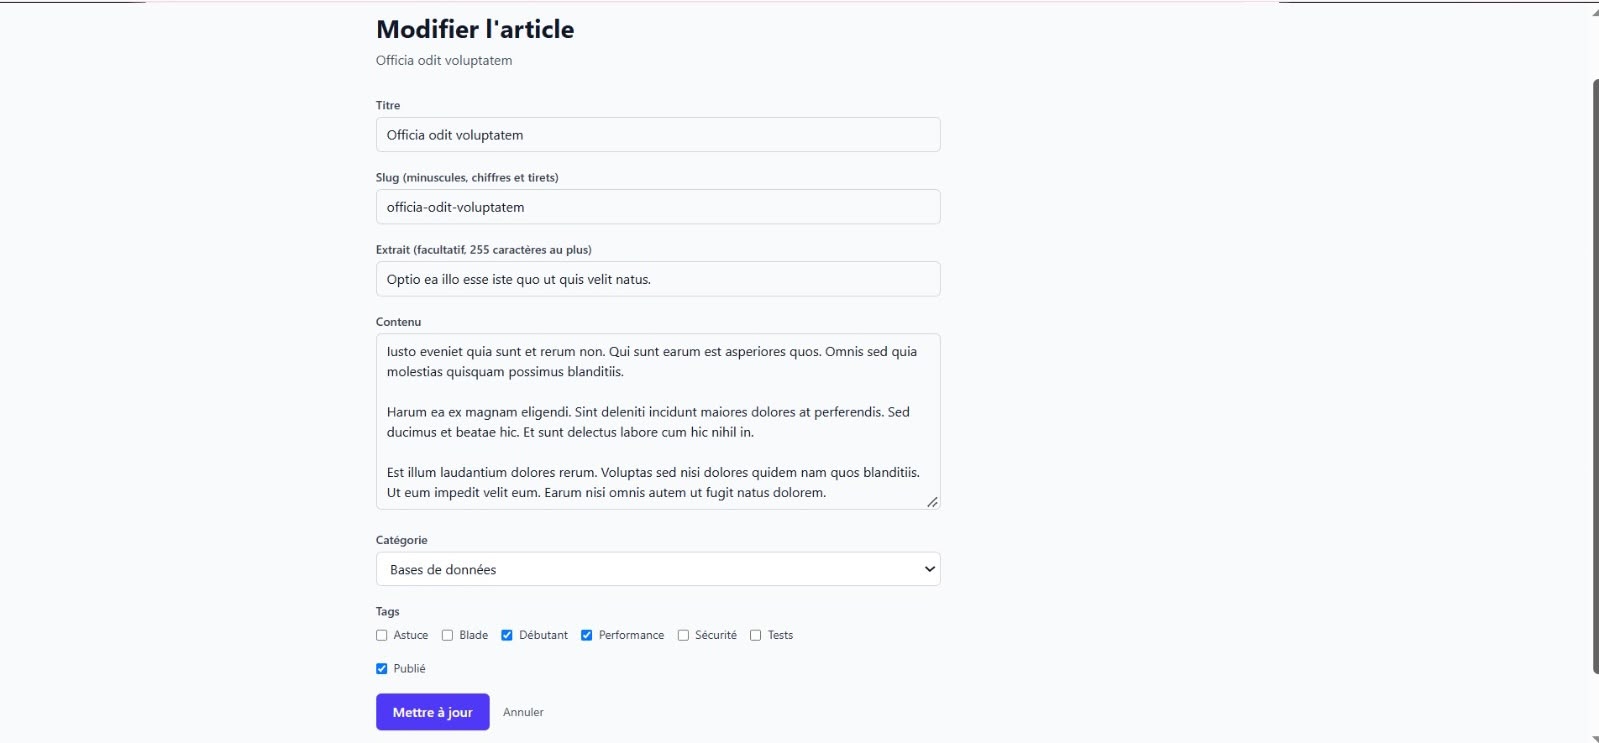 Modifier l'article
Officia odit voluptatem
Titre
Officia odit voluptatem
Slug (minuscules, chiffres et tirets)
officia-odit-voluptatem
Extrait (facultatif, 255 caractères au plus)
Optio ea illo esse iste quo ut quis velit natus.
Contenu
Iusto eveniet quia sunt et rerum non. Qui sunt earum est asperiores quos. Omnis sed quia
molestias quisquam possimus blanditiis.
Harum ea ex magnam eligendi. Sint deleniti incidunt maiores dolores at perferendis. Sed
ducimus et beatae hic. Et sunt delectus labore cum hic nihil in.
Est illum laudantium dolores rerum. Voluptas sed nisi dolores quidem nam quos blanditiis.
Ut eum impedit velit eum. Earum nisi omnis autem ut fugit natus dolorem.
Catégorie
Bases de données
Tags
Astuce Blade Débutant Performance Sécurité Tests
Publié
Mettre à jour Annuler